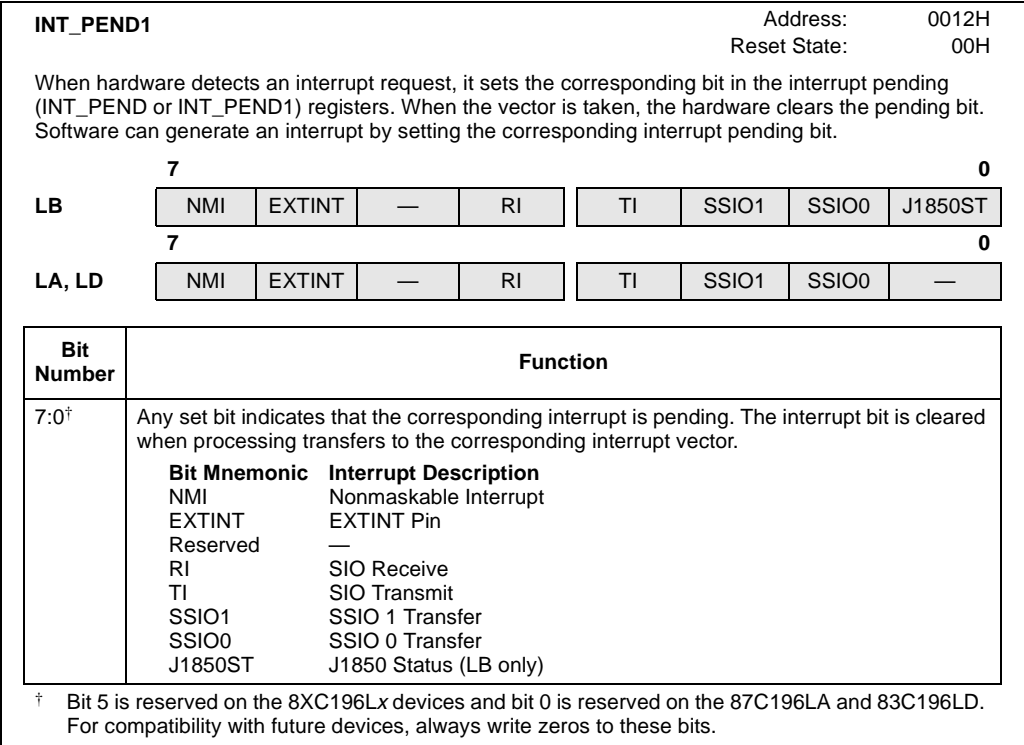 INT_PEND1 Address: 0012H
Reset State: 00H
When hardware detects an interrupt request, it sets the corresponding bit in the interrupt pending
(INT_PEND or INT_PEND1) registers. When the vector is taken, the hardware clears the pending bit.
Software can generate an interrupt by setting the corresponding interrupt pending bit.
7 0
LB NMI EXTINT — RI TI SSIO1 SSIO0 J1850ST
7 0
LA, LD NMI EXTINT — RI TI SSIO1 SSIO0 —
Bit
Number Function
7:0† Any set bit indicates that the corresponding interrupt is pending. The interrupt bit is cleared
when processing transfers to the corresponding interrupt vector.
Bit Mnemonic Interrupt Description
NMI Nonmaskable Interrupt
EXTINT EXTINT Pin
Reserved —
RI SIO Receive
TI SIO Transmit
SSIO1 SSIO 1 Transfer
SSIO0 SSIO 0 Transfer
J1850ST J1850 Status (LB only)
† Bit 5 is reserved on the 8XC196Lx devices and bit 0 is reserved on the 87C196LA and 83C196LD.
For compatibility with future devices, always write zeros to these bits.